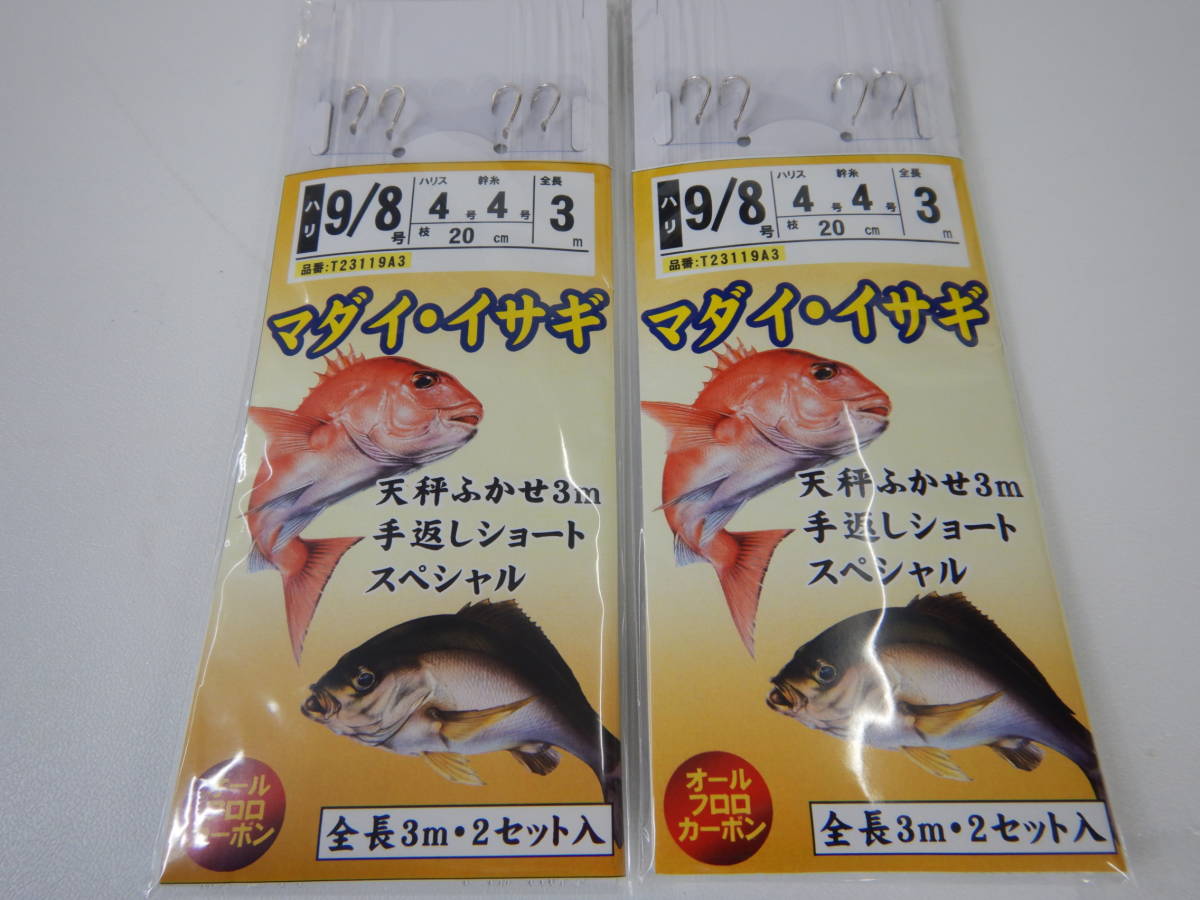 ハリ 9/8号
ハリス 4号
幹糸 4号
枝 20cm
全長 3m
品番:T23119A3
マダイ・イサギ
天秤ふかせ3m
手返しショート
スペシャル
オール
フロロ
カーボン
全長3m・2セット入
ハリ 9/8号
ハリス 4号
幹糸 4号
枝 20cm
全長 3m
品番:T23119A3
マダイ・イサギ
天秤ふかせ3m
手返しショート
スペシャル
オール
フロロ
カーボン
全長3m・2セット入